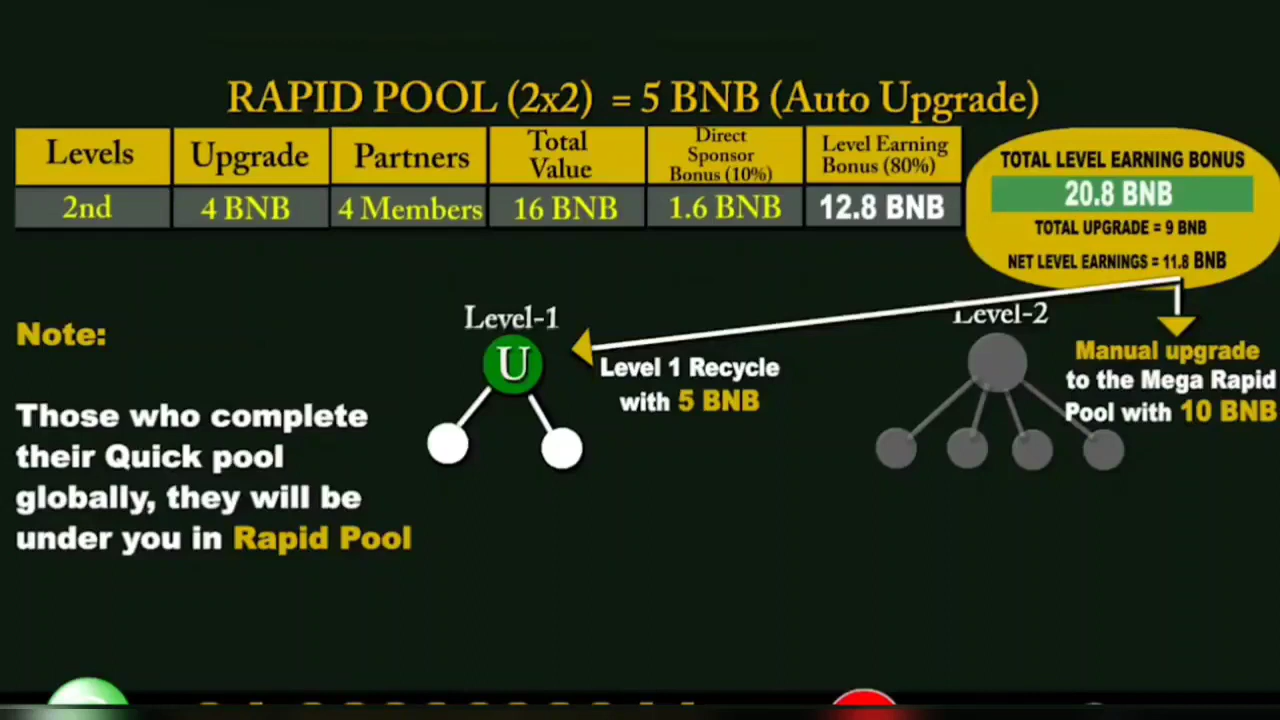 RAPID POOL (2x2) = 5 BNB (Auto Upgrade)
Levels Upgrade Partners Total Value Direct Sponsor Bonus (10%) Level Earning Bonus (80%)
2nd 4 BNB 4 Members 16 BNB 1.6 BNB 12.8 BNB
TOTAL LEVEL EARNING BONUS
20.8 BNB
TOTAL UPGRADE = 9 BNB
NET LEVEL EARNINGS = 11.8 BNB
Note:
Those who complete
their Quick pool
globally, they will be
under you in Rapid Pool
Level-1
U
Level 1 Recycle
with 5 BNB
Level-2
Manual upgrade
to the Mega Rapid
Pool with 10 BNB